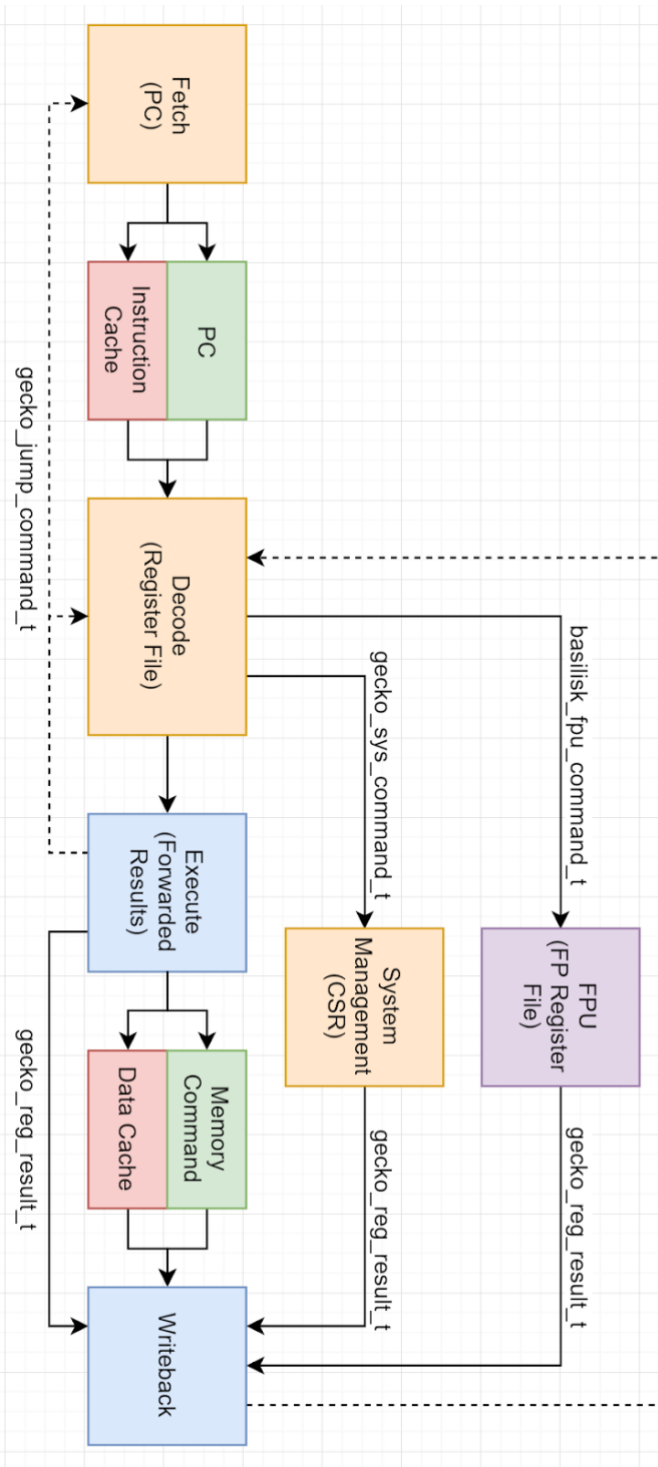 Fetch
(PC)
PC
Instruction
Cache
gecko_jump_command_t
Decode
(Register File)
basilisk_fpu_command_t
gecko_sys_command_t
Execute
(Forwarded
Results)
FPU
(FP Register
File)
System
Management
(CSR)
Memory
Command
Data Cache
gecko_reg_result_t
gecko_reg_result_t
gecko_reg_result_t
Writeback